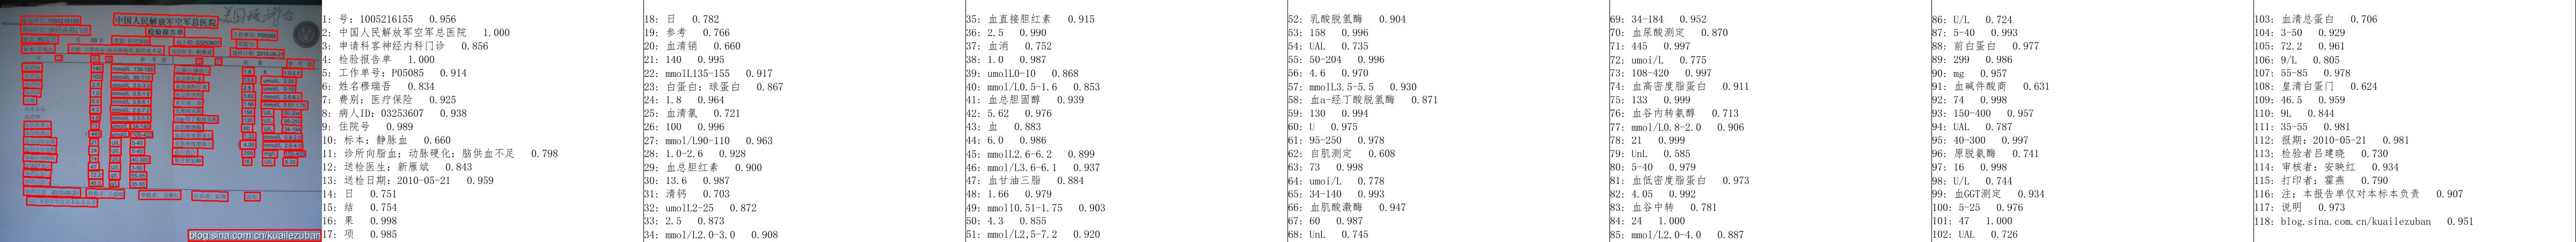 1: 号: 1005216155 0.956
2: 中国人民解放军空军总医院 1.000
3: 申请科客神经内科门诊 0.856
4: 检验报告单 1.000
5: 工作单号: P05085 0.914
6: 姓名穆瑞吾 0.834
7: 费别: 医疗保险 0.925
8: 病人ID: 03253607 0.938
9: 住院号 0.989
10: 标本: 静脉血 0.660
11: 诊所向脂血: 动脉硬化: 脑供血不足 0.798
12: 送检医生: 新雁斌 0.843
13: 送检日期: 2010-05-21 0.959
14: 日 0.751
15: 结 0.754
16: 果 0.998
17: 项 0.985
18: 日 0.782
19: 参考 0.766
20: 血清销 0.660
21: 140 0.995
22: mmolL135-155 0.917
23: 白蛋白: 球蛋白 0.867
24: 1.8 0.964
25: 血清氯 0.721
26: 100 0.996
27: mmol/L90-110 0.963
28: 1.0-2.6 0.928
29: 血总胆红素 0.900
30: 13.6 0.987
31: 清钙 0.703
32: umolL2-25 0.872
33: 2.5 0.873
34: mmol/L2.0-3.0 0.908
35: 血直接胆红素 0.915
36: 2.5 0.990
37: 血消 0.752
38: 1.0 0.987
39: umolL0-10 0.868
40: mmol/L0.5-1.6 0.853
41: 血总胆固醇 0.939
42: 5.62 0.976
43: 血 0.883
44: 6.0 0.986
45: mmolL2.6-6.2 0.899
46: mmol/L3.6-6.1 0.937
47: 血甘油三脂 0.884
48: 1.66 0.979
49: mmol10.51-1.75 0.903
50: 4.3 0.855
51: mmol/L2,5-7.2 0.920
52: 乳酸脱氢酶 0.904
53: 158 0.996
54: UAL 0.735
55: 50-204 0.996
56: 4.6 0.970
57: mmolL3.5-5.5 0.930
58: 血a-经丁酸脱氢酶 0.871
59: 130 0.994
60: U 0.975
61: 95-250 0.978
62: 自肌测定 0.608
63: 73 0.998
64: umoi/L 0.778
65: 34-140 0.993
66: 血肌酸激酶 0.947
67: 60 0.987
68: UnL 0.745
69: 34-184 0.952
70: 血尿酸测定 0.870
71: 445 0.997
72: umoi/L 0.775
73: 108-420 0.997
74: 血高密度脂蛋白 0.911
75: 133 0.999
76: 血谷内转氨醇 0.713
77: mmol/L0.8-2.0 0.906
78: 21 0.999
79: UnL 0.585
80: 5-40 0.979
81: 血低密度脂蛋白 0.973
82: 4.05 0.992
83: 血谷中转 0.781
84: 24 1.000
85: mmol/L2.0-4.0 0.887
86: U/L 0.724
87: 5-40 0.993
88: 前白蛋白 0.977
89: 299 0.986
90: mg 0.957
91: 血碱件酸商 0.631
92: 74 0.998
93: 150-400 0.957
94: UAL 0.787
95: 40-300 0.997
96: 原脱氨酶 0.741
97: 16 0.998
98: U/L 0.744
99: 血GGT测定 0.934
100: 5-25 0.976
101: 47 1.000
102: UAL 0.726
103: 血清总蛋白 0.706
104: 3-50 0.929
105: 72.2 0.961
106: 9/L 0.805
107: 55-85 0.978
108: 皇清白蛋门 0.624
109: 46.5 0.959
110: 9L 0.844
111: 35-55 0.981
112: 报期: 2010-05-21 0.981
113: 检验者吕建晓 0.730
114: 审核者: 安映红 0.934
115: 打印者: 霍燕 0.790
116: 注: 本报告单仅对本标本负责 0.907
117: 说明 0.973
118: blog.sina.com.cn/kuailezuban 0.951